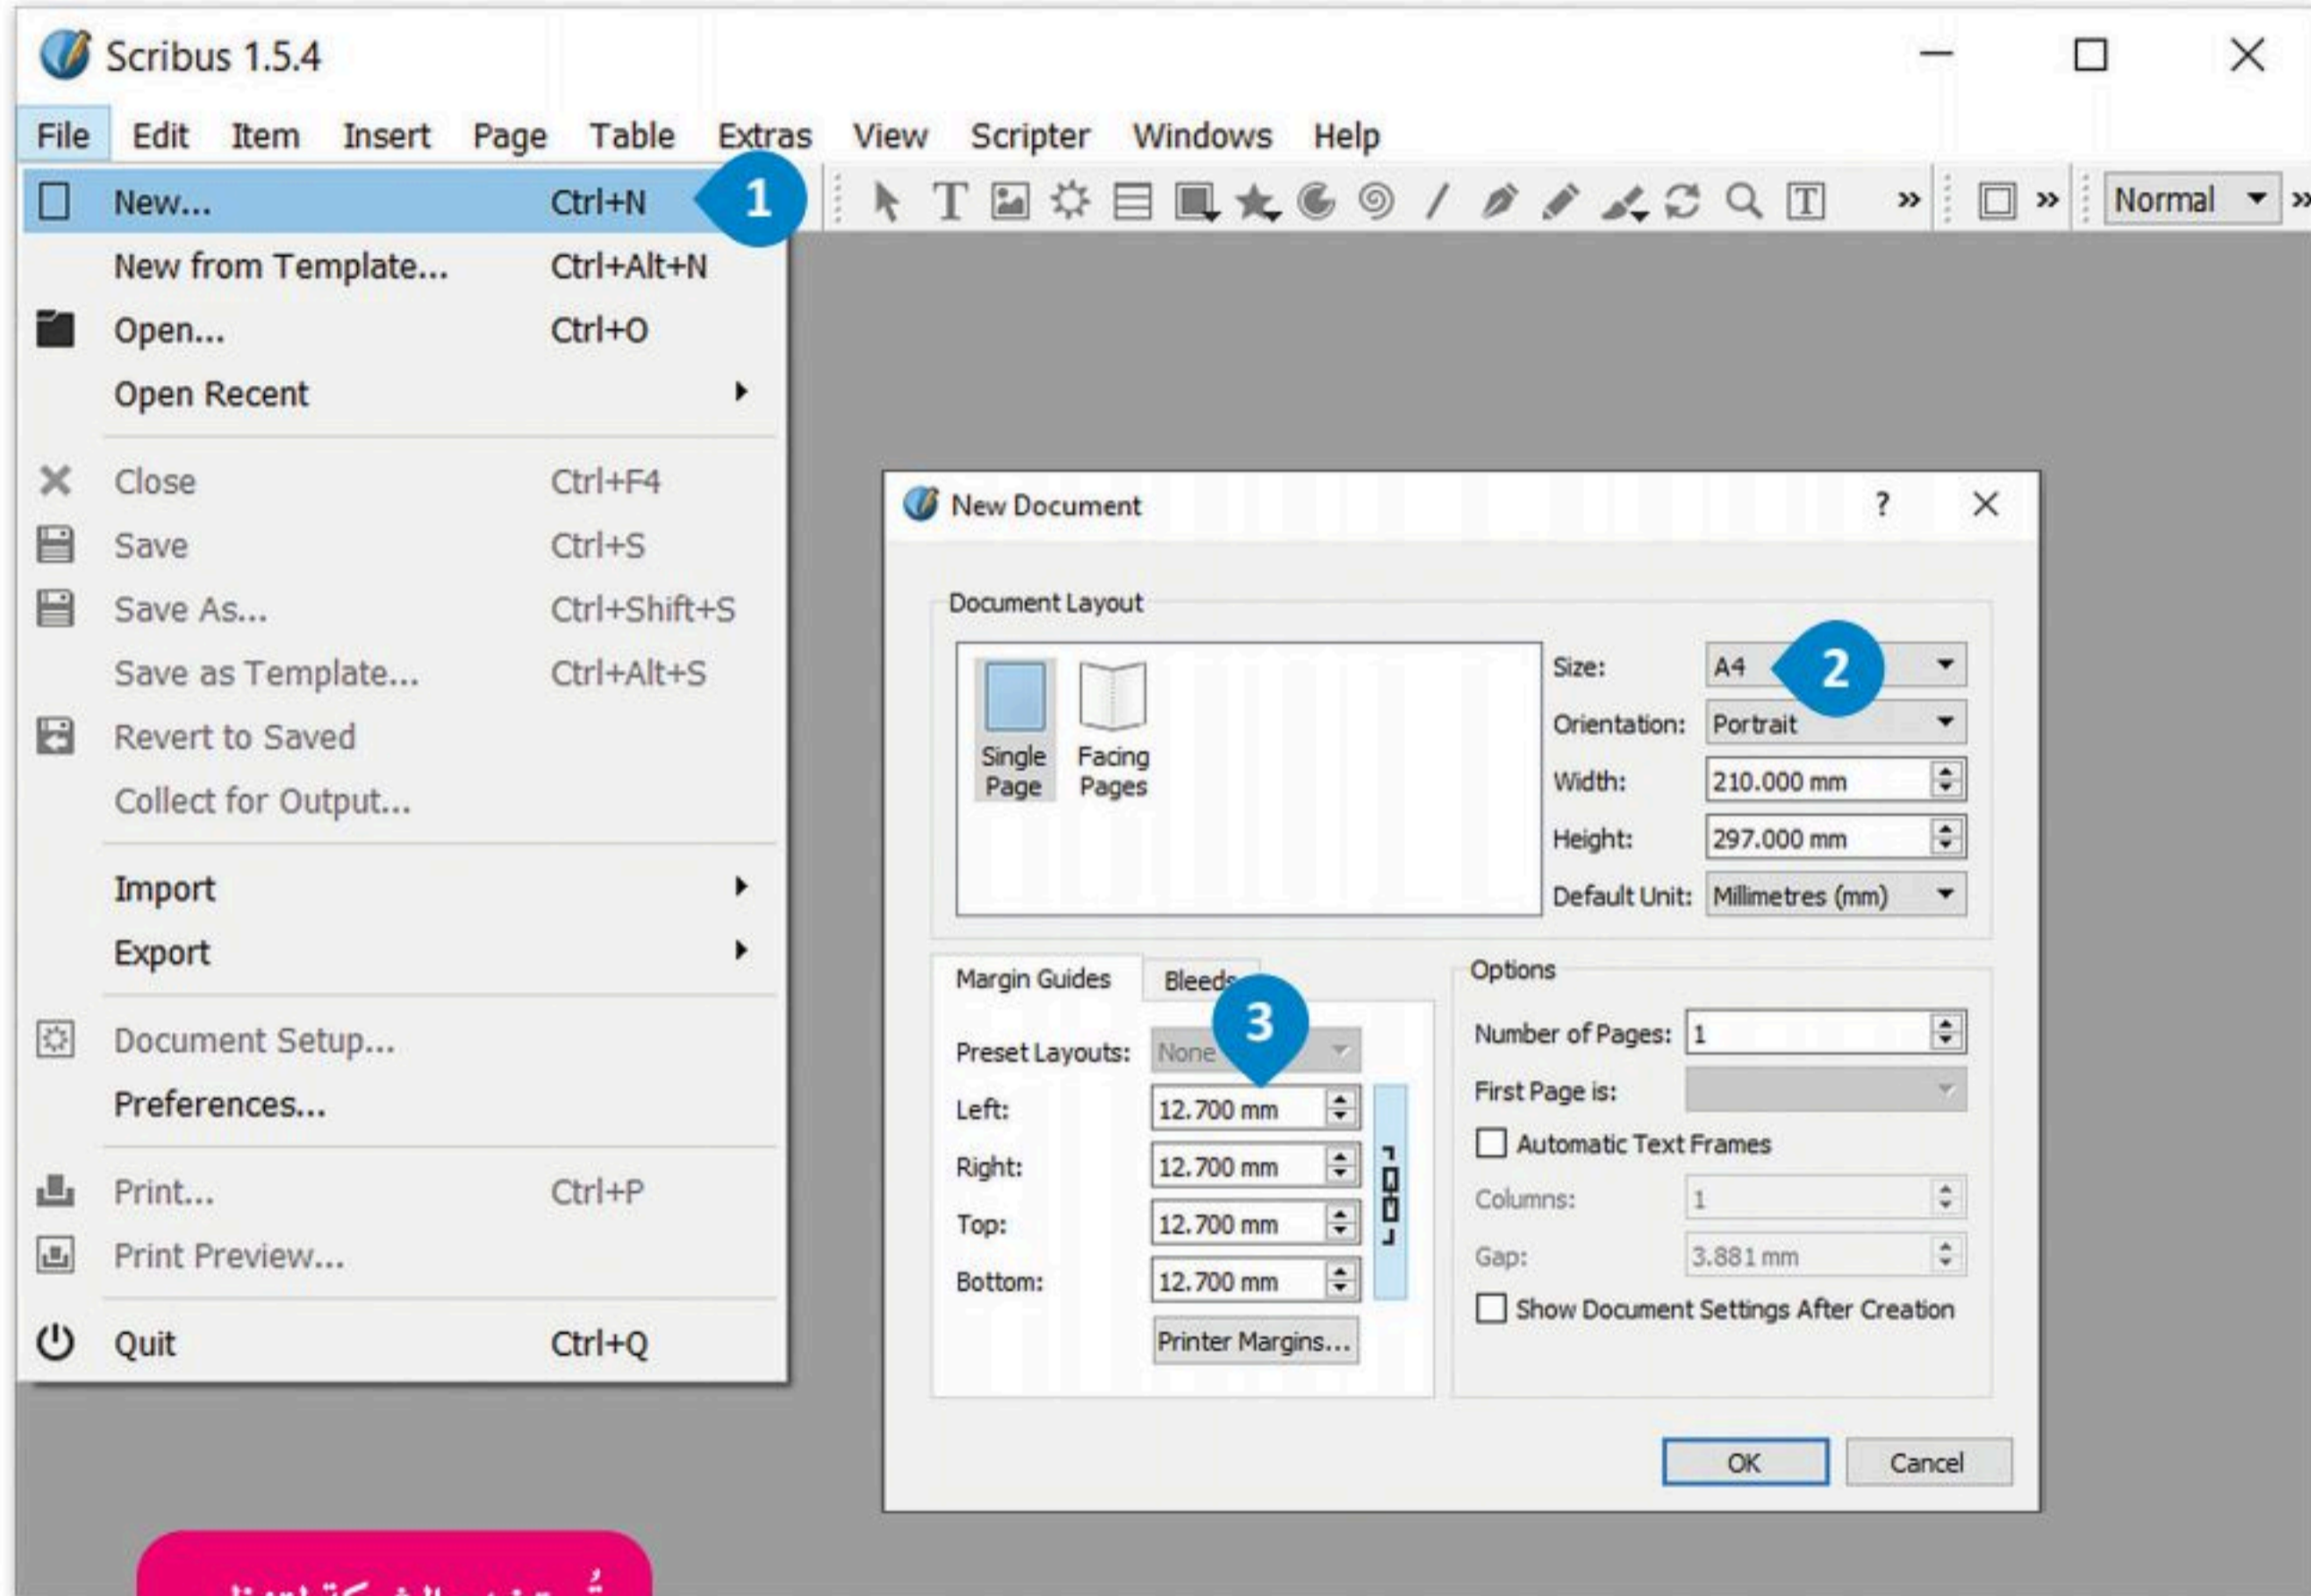 Scribus 1.5.4
File Edit Item Insert Page Table Extras View Scripter Windows Help
New... Ctrl+N 1
Normal
New from Template... Ctrl+Alt+N
Open... Ctrl+O
Open Recent
Close Ctrl+F4
Save Ctrl+S
Save As... Ctrl+Shift+S
Save as Template... Ctrl+Alt+S
Revert to Saved
Collect for Output...
Import
Export
Document Setup...
Preferences...
Print... Ctrl+P
Print Preview...
Quit Ctrl+Q
New Document ?
Document Layout
Single Page
Facing Pages
Size: A4 2
Orientation: Portrait
Width: 210.000 mm
Height: 297.000 mm
Default Unit: Millimetres (mm)
Margin Guides Bleeds
3
Preset Layouts: None
Left: 12.700 mm
Right: 12.700 mm
Top: 12.700 mm
Bottom: 12.700 mm
Printer Margins...
Options
Number of Pages: 1
First Page is:
Automatic Text Frames
Columns: 1
Gap: 3.881 mm
Show Document Settings After Creation
OK Cancel